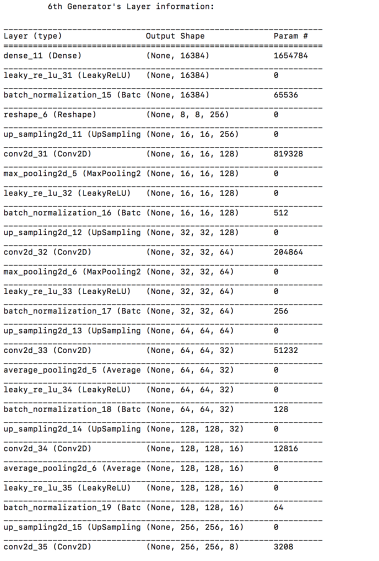 6th Generator's Layer information:
Layer (type) Output Shape Param #
dense_11 (Dense) (None, 16384) 1654784
leaky_re_lu_31 (LeakyReLU) (None, 16384) 0
batch_normalization_15 (Batc (None, 16384) 65536
reshape_6 (Reshape) (None, 8, 8, 256) 0
up_sampling2d_11 (UpSampling (None, 16, 16, 256) 0
conv2d_31 (Conv2D) (None, 16, 16, 128) 819328
max_pooling2d_5 (MaxPooling2 (None, 16, 16, 128) 0
leaky_re_lu_32 (LeakyReLU) (None, 16, 16, 128) 0
batch_normalization_16 (Batc (None, 16, 16, 128) 512
up_sampling2d_12 (UpSampling (None, 32, 32, 128) 0
conv2d_32 (Conv2D) (None, 32, 32, 64) 204864
max_pooling2d_6 (MaxPooling2 (None, 32, 32, 64) 0
leaky_re_lu_33 (LeakyReLU) (None, 32, 32, 64) 0
batch_normalization_17 (Batc (None, 32, 32, 64) 256
up_sampling2d_13 (UpSampling (None, 64, 64, 64) 0
conv2d_33 (Conv2D) (None, 64, 64, 32) 51232
average_pooling2d_5 (Average (None, 64, 64, 32) 0
leaky_re_lu_34 (LeakyReLU) (None, 64, 64, 32) 0
batch_normalization_18 (Batc (None, 64, 64, 32) 128
up_sampling2d_14 (UpSampling (None, 128, 128, 32) 0
conv2d_34 (Conv2D) (None, 128, 128, 16) 12816
average_pooling2d_6 (Average (None, 128, 128, 16) 0
leaky_re_lu_35 (LeakyReLU) (None, 128, 128, 16) 0
batch_normalization_19 (Batc (None, 128, 128, 16) 64
up_sampling2d_15 (UpSampling (None, 256, 256, 16) 0
conv2d_35 (Conv2D) (None, 256, 256, 8) 3208